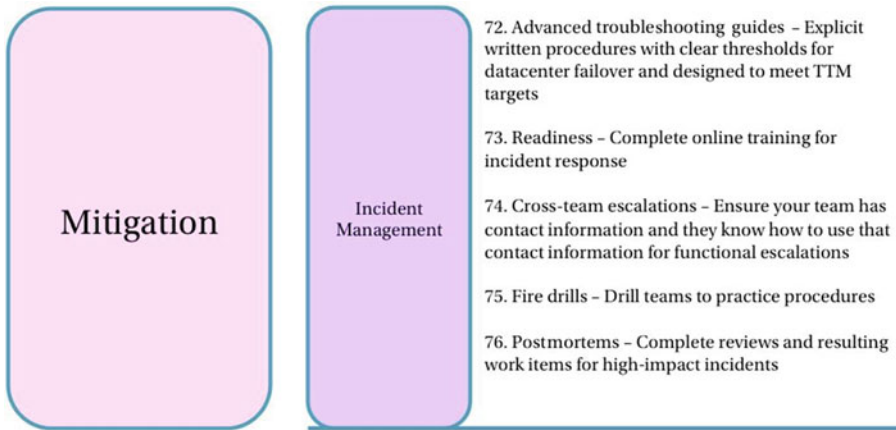 Mitigation
Incident
Management
72. Advanced troubleshooting guides – Explicit
written procedures with clear thresholds for
datacenter failover and designed to meet TTM
targets
73. Readiness – Complete online training for
incident response
74. Cross-team escalations – Ensure your team has
contact information and they know how to use that
contact information for functional escalations
75. Fire drills – Drill teams to practice procedures
76. Postmortems – Complete reviews and resulting
work items for high-impact incidents